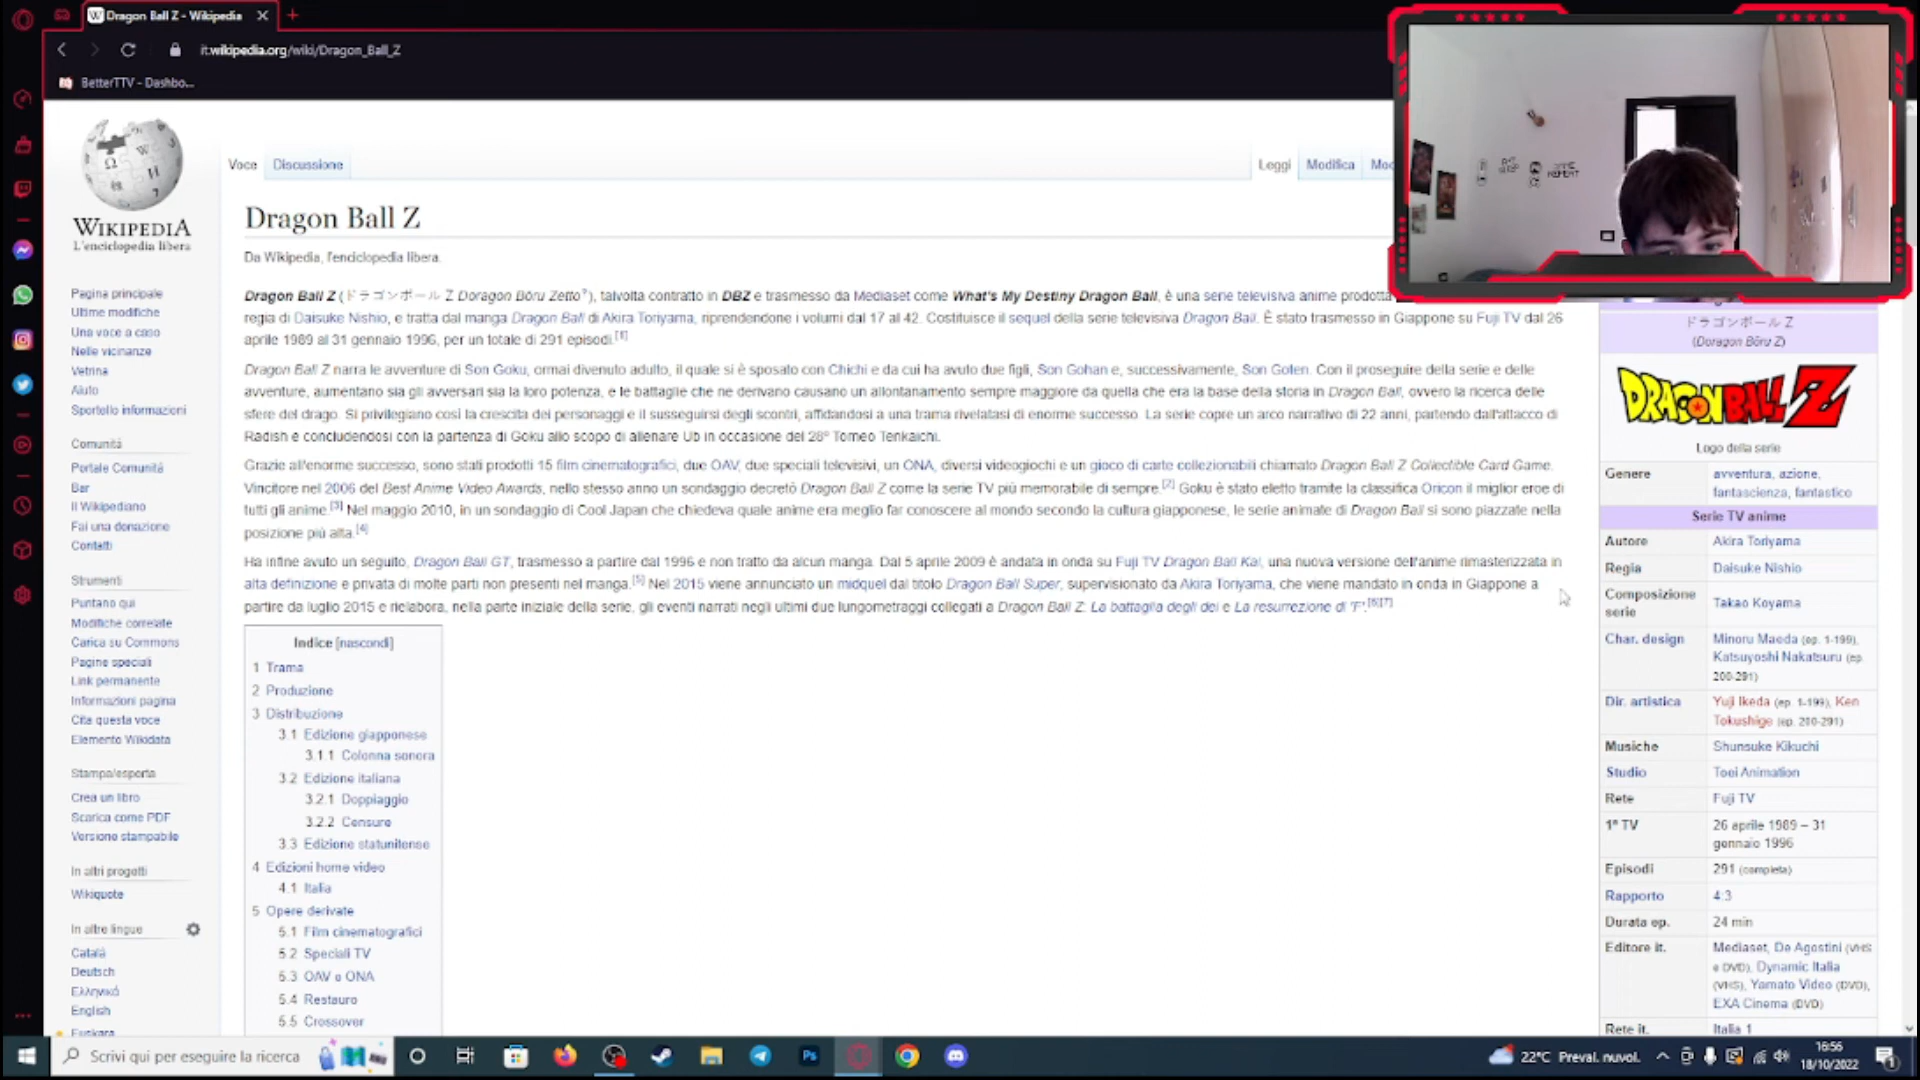 Dragon Ball Z - Wikipedia
it.wikipedia.org/wiki/Dragon_Ball_Z
BetterTTV - Dashbo...
WIKIPEDIA
L'enciclopedia libera
Voce Discussione Leggi Modifica
Dragon Ball Z
Da Wikipedia, l'enciclopedia libera.
Dragon Ball Z (ドラゴンボール Z Doragon Bōru Zetto?), talvolta contratto in DBZ e trasmesso da Mediaset come What's My Destiny Dragon Ball, è una serie televisiva anime prodotta
regia di Daisuke Nishio, e tratta dal manga Dragon Ball di Akira Toriyama, riprendendone i volumi dal 17 al 42. Costituisce il sequel della serie televisiva Dragon Ball. È stato trasmesso in Giappone su Fuji TV dal 26
aprile 1989 al 31 gennaio 1996, per un totale di 291 episodi.[1]
Dragon Ball Z narra le avventure di Son Goku, ormai divenuto adulto, il quale si è sposato con Chichi e da cui ha avuto due figli, Son Gohan e, successivamente, Son Goten. Con il proseguire della serie e delle
avventure, aumentano sia gli avversari sia la loro potenza, e le battaglie che ne derivano causano un allontanamento sempre maggiore da quella che era la base della storia in Dragon Ball, ovvero la ricerca delle
sfere del drago. Si privilegiano così la crescita dei personaggi e il susseguirsi degli scontri, affidandosi a una trama rivelatasi di enorme successo. La serie copre un arco narrativo di 22 anni, partendo dall'attacco di
Radish e concludendosi con la partenza di Goku allo scopo di allenare Ub in occasione del 28º Torneo Tenkaichi.
Grazie all'enorme successo, sono stati prodotti 15 film cinematografici, due OAV, due speciali televisivi, un ONA, diversi videogiochi e un gioco di carte collezionabili chiamato Dragon Ball Z Collectible Card Game.
Vincitore nel 2006 del Best Anime Video Awards, nello stesso anno un sondaggio decretò Dragon Ball Z come la serie TV più memorabile di sempre.[2] Goku è stato eletto tramite la classifica Oricon il miglior eroe di
tutti gli anime.[3] Nel maggio 2010, in un sondaggio di Cool Japan che chiedeva quale anime era meglio far conoscere al mondo secondo la cultura giapponese, le serie animate di Dragon Ball si sono piazzate nella
posizione più alta.[4]
Ha infine avuto un seguito, Dragon Ball GT, trasmesso a partire dal 1996 e non tratto da alcun manga. Dal 5 aprile 2009 è andata in onda su Fuji TV Dragon Ball Kai, una nuova versione dell'anime rimasterizzata in
alta definizione e privata di molte parti non presenti nel manga.[5] Nel 2015 viene annunciato un midquel dal titolo Dragon Ball Super, supervisionato da Akira Toriyama, che viene mandato in onda in Giappone a
partire da luglio 2015 e rielabora, nella parte iniziale della serie, gli eventi narrati negli ultimi due lungometraggi collegati a Dragon Ball Z: La battaglia degli dei e La resurrezione di 'F'.[6][7]
Pagina principale
Ultime modifiche
Una voce a caso
Nelle vicinanze
Vetrina
Aiuto
Sportello informazioni
Comunità
Portale Comunità
Bar
Il Wikipediano
Fai una donazione
Contatti
Strumenti
Puntano qui
Modifiche correlate
Carica su Commons
Pagine speciali
Link permanente
Informazioni pagina
Cita questa voce
Elemento Wikidata
Stampa/esporta
Crea un libro
Scarica come PDF
Versione stampabile
In altri progetti
Wikiquote
In altre lingue
Català
Deutsch
Ελληνικά
English
Euskara
Indice [nascondi]
1 Trama
2 Produzione
3 Distribuzione
3.1 Edizione giapponese
3.1.1 Colonna sonora
3.2 Edizione italiana
3.2.1 Doppiaggio
3.2.2 Censure
3.3 Edizione statunitense
4 Edizioni home video
4.1 Italia
5 Opere derivate
5.1 Film cinematografici
5.2 Speciali TV
5.3 OAV e ONA
5.4 Restauro
5.5 Crossover
ドラゴンボール Z
(Doragon Bōru Z)
DRAGON BALL Z
Logo della serie
Genere avventura, azione,
fantascienza, fantastico
Serie TV anime
Autore Akira Toriyama
Regia Daisuke Nishio
Composizione
serie Takao Koyama
Char. design Minoru Maeda (ep. 1-199),
Katsuyoshi Nakatsuru (ep.
200-291)
Dir. artistica Yuji Ikeda (ep. 1-199), Ken
Tokushige (ep. 200-291)
Musiche Shunsuke Kikuchi
Studio Toei Animation
Rete Fuji TV
1ª TV 26 aprile 1989 – 31
gennaio 1996
Episodi 291 (completa)
Rapporto 4:3
Durata ep. 24 min
Editore it. Mediaset, De Agostini (VHS
e DVD), Dynamic Italia
(VHS), Yamato Video (DVD),
EXA Cinema (DVD)
Rete it. Italia 1
Scrivi qui per eseguire la ricerca
Ps
22°C Preval. nuvol.
16:56
18/10/2022
1